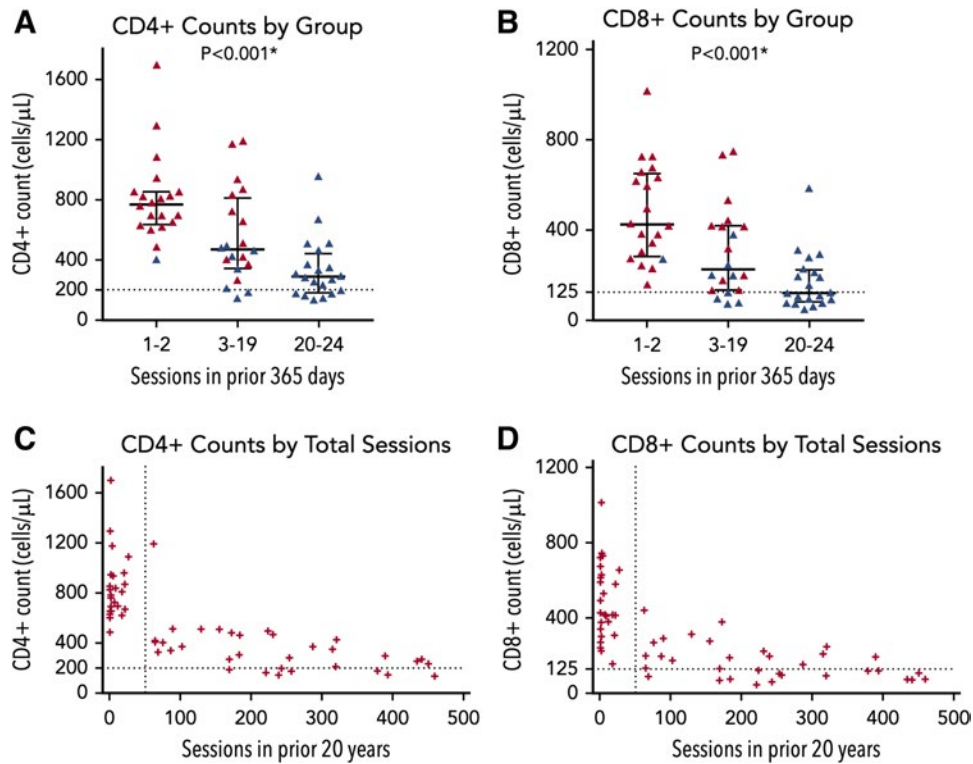 A
CD4+ Counts by Group
P<0.001*
CD4+ count (cells/μL)
1600
1200
800
400
200
0
1-2
3-19
20-24
Sessions in prior 365 days
B
CD8+ Counts by Group
P<0.001*
CD8+ count (cells/μL)
1200
800
400
125
0
1-2
3-19
20-24
Sessions in prior 365 days
C
CD4+ Counts by Total Sessions
CD4+ count (cells/μL)
1600
1200
800
400
200
0
0
100
200
300
400
500
Sessions in prior 20 years
D
CD8+ Counts by Total Sessions
CD8+ count (cells/μL)
1200
800
400
125
0
0
100
200
300
400
500
Sessions in prior 20 years